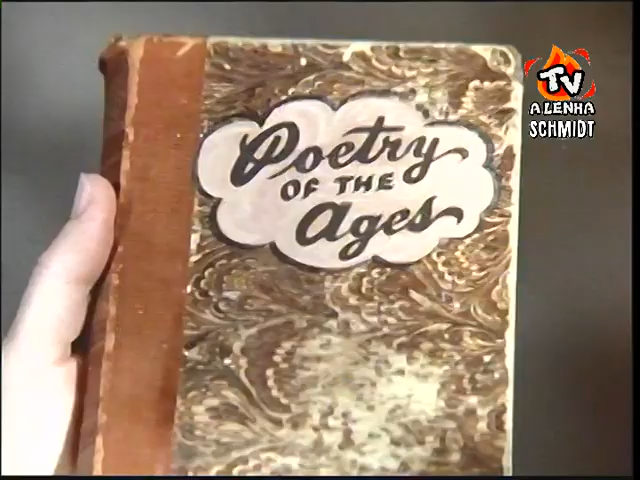 Poetry
OF THE
Ages
TV
A LENHA
SCHMIDT